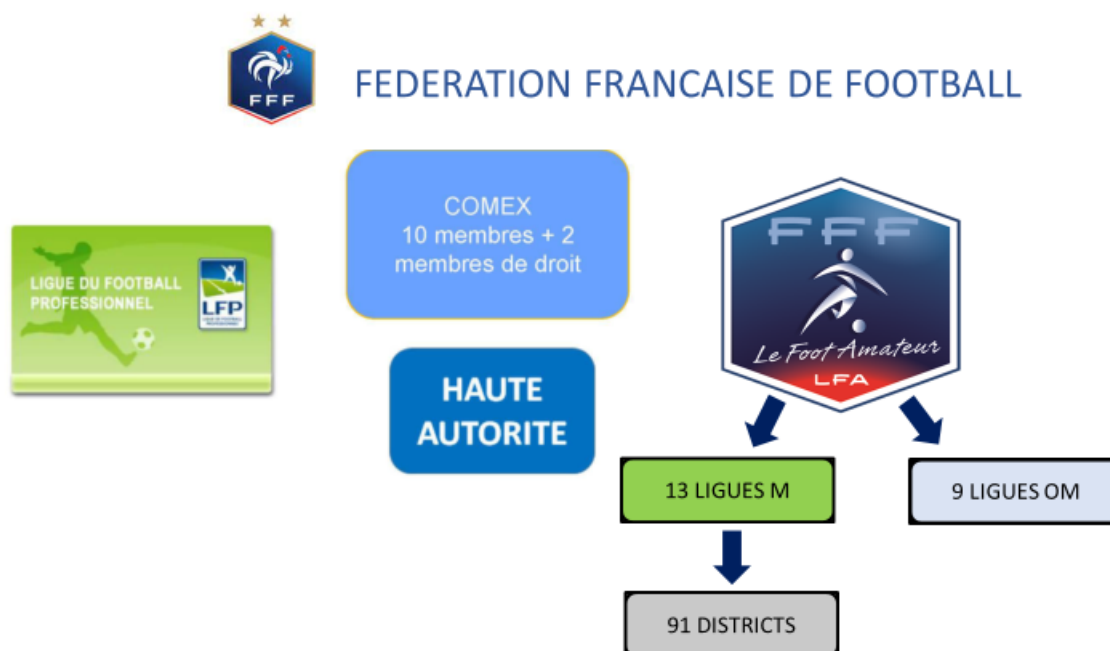 FFF
FEDERATION FRANCAISE DE FOOTBALL
COMEX
10 membres + 2
membres de droit
LIGUE DU FOOTBALL
PROFESSIONNEL
LFP
FFF
Le Foot Amateur
LFA
HAUTE
AUTORITE
13 LIGUES M
9 LIGUES OM
91 DISTRICTS